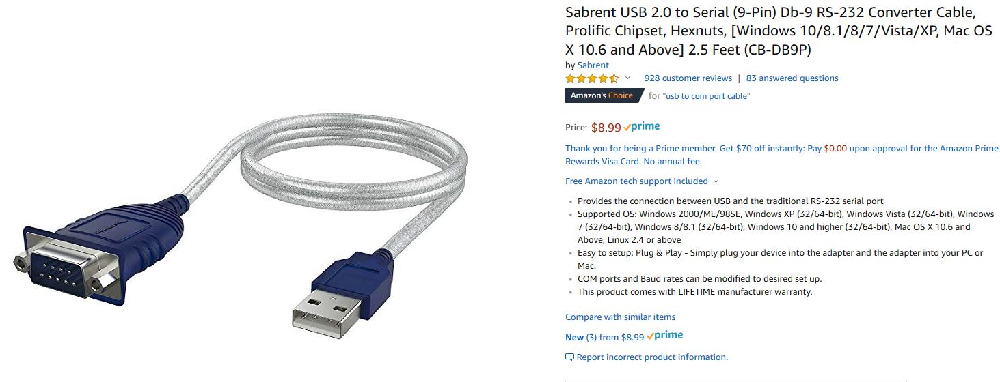 Sabrent USB 2.0 to Serial (9-Pin) Db-9 RS-232 Converter Cable,
Prolific Chipset, Hexnuts, [Windows 10/8.1/8/7/Vista/XP, Mac OS
X 10.6 and Above] 2.5 Feet (CB-DB9P)
by Sabrent
928 customer reviews | 83 answered questions
Amazon's Choice for "usb to com port cable"
Price: $8.99 prime
Thank you for being a Prime member. Get $70 off instantly: Pay $0.00 upon approval for the Amazon Prime
Rewards Visa Card. No annual fee.
Free Amazon tech support included
• Provides the connection between USB and the traditional RS-232 serial port
• Supported OS: Windows 2000/ME/98SE, Windows XP (32/64-bit), Windows Vista (32/64-bit), Windows
7 (32/64-bit), Windows 8/8.1 (32/64-bit), Windows 10 and higher (32/64-bit), Mac OS X 10.6 and
Above, Linux 2.4 or above
• Easy to setup: Plug & Play - Simply plug your device into the adapter and the adapter into your PC or
Mac.
• COM ports and Baud rates can be modified to desired set up.
• This product comes with LIFETIME manufacturer warranty.
Compare with similar items
New (3) from $8.99 prime
Report incorrect product information.